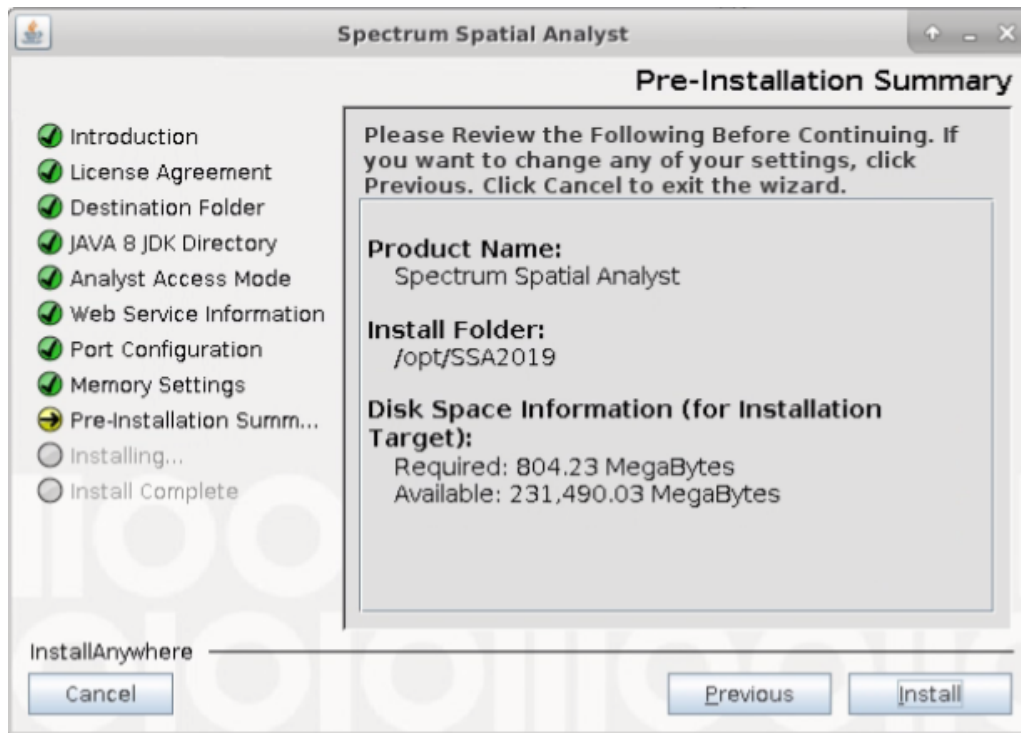 Spectrum Spatial Analyst
Pre-Installation Summary
Introduction
License Agreement
Destination Folder
JAVA 8 JDK Directory
Analyst Access Mode
Web Service Information
Port Configuration
Memory Settings
Pre-Installation Summ...
Installing...
Install Complete
Please Review the Following Before Continuing. If
you want to change any of your settings, click
Previous. Click Cancel to exit the wizard.
Product Name:
Spectrum Spatial Analyst
Install Folder:
/opt/SSA2019
Disk Space Information (for Installation
Target):
Required: 804.23 MegaBytes
Available: 231,490.03 MegaBytes
InstallAnywhere
Cancel
Previous
Install